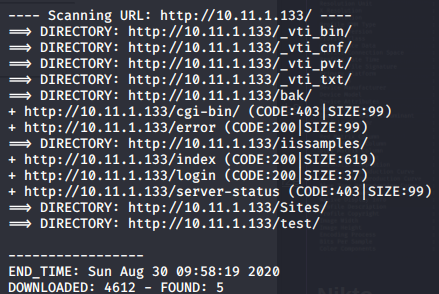 ---- Scanning URL: http://10.11.1.133/ ----
==> DIRECTORY: http://10.11.1.133/_vti_bin/
==> DIRECTORY: http://10.11.1.133/_vti_cnf/
==> DIRECTORY: http://10.11.1.133/_vti_pvt/
==> DIRECTORY: http://10.11.1.133/_vti_txt/
==> DIRECTORY: http://10.11.1.133/bak/
+ http://10.11.1.133/cgi-bin/ (CODE:403|SIZE:99)
+ http://10.11.1.133/error (CODE:200|SIZE:99)
==> DIRECTORY: http://10.11.1.133/iissamples/
+ http://10.11.1.133/index (CODE:200|SIZE:619)
+ http://10.11.1.133/login (CODE:200|SIZE:37)
+ http://10.11.1.133/server-status (CODE:403|SIZE:99)
==> DIRECTORY: http://10.11.1.133/Sites/
==> DIRECTORY: http://10.11.1.133/test/
-----------------
END_TIME: Sun Aug 30 09:58:19 2020
DOWNLOADED: 4612 - FOUND: 5
Nikto